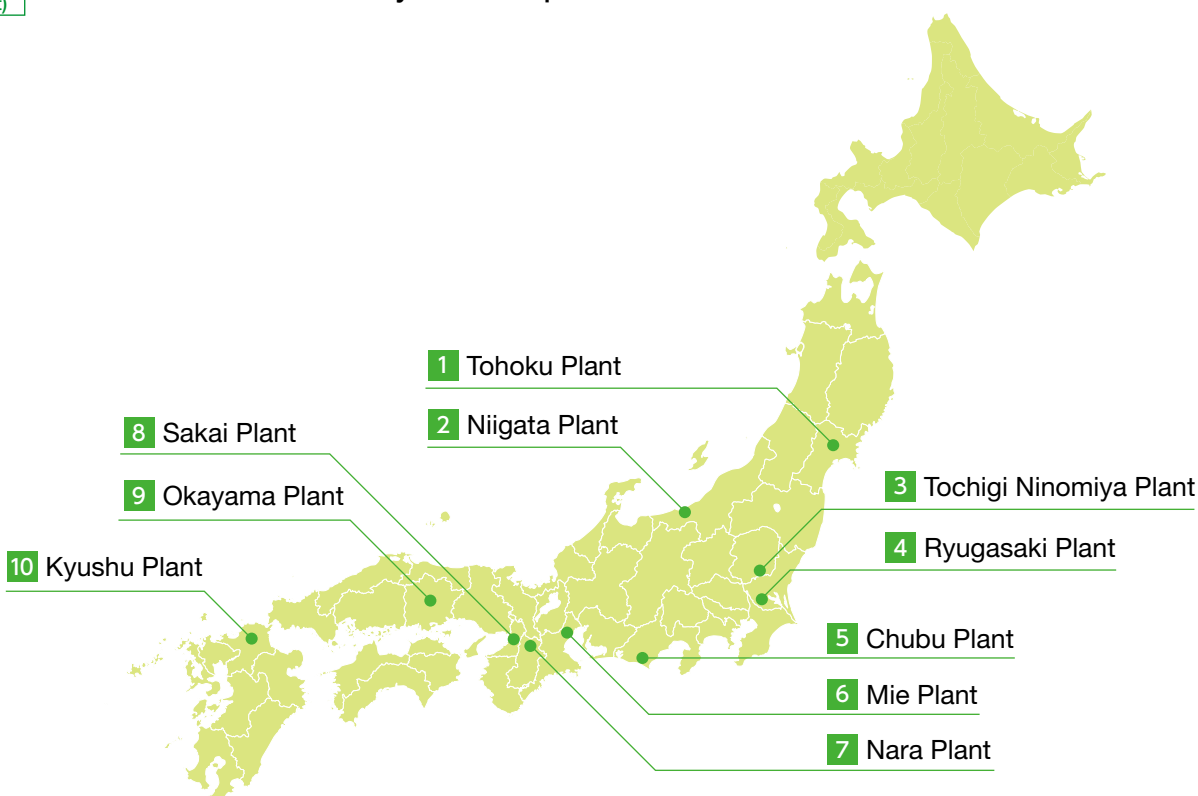 1 Tohoku Plant
2 Niigata Plant
8 Sakai Plant
9 Okayama Plant
10 Kyushu Plant
3 Tochigi Ninomiya Plant
4 Ryugasaki Plant
5 Chubu Plant
6 Mie Plant
7 Nara Plant